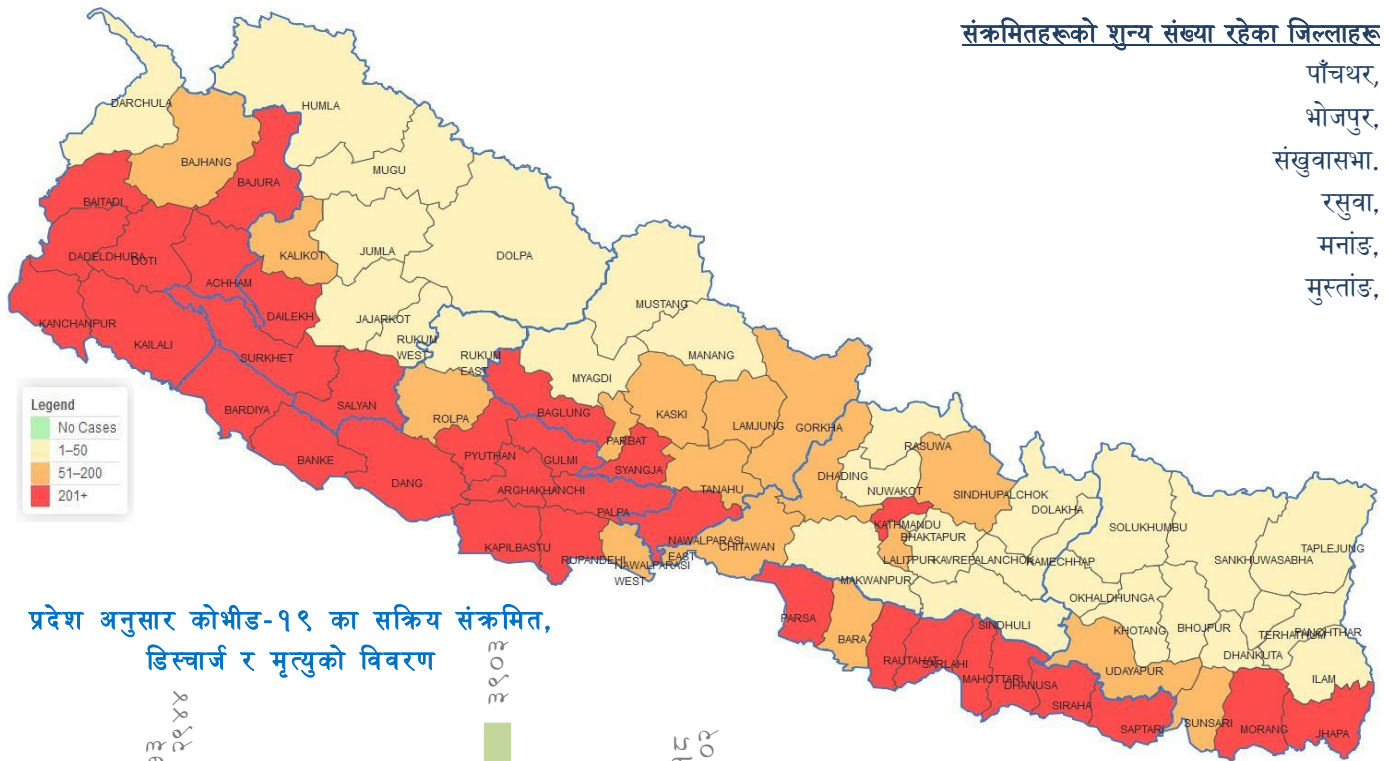 संक्रमितहरूको शुन्य संख्या रहेका जिल्लाहरू
पाँचथर,
भोजपुर,
संखुवासभा.
रसुवा,
मनांङ,
मुस्तांङ,
DARCHULA
HUMLA
BAJHANG
BAJURA
MUGU
BAITADI
DADELDHURA
DOTI
KALIKOT
JUMLA
DOLPA
ACHHAM
DAILEKH
KANCHANPUR
KAILALI
JAJARKOT
RUKUM
WEST
RUKUM
EAST
MUSTANG
MANANG
SURKHET
MYAGDI
BARDIYA
SALYAN
ROLPA
BAGLUNG
PARBAT
KASKI
LAMJUNG
GORKHA
BANKE
DANG
PYUTHAN
GULMI
SYANGJA
ARGHAKHANCHI
TANAHU
DHADING
RASUWA
NUWAKOT
SINDHUPALCHOK
DOLAKHA
PALPA
KAPILBASTU
RUPANDEHI
NAWALPARASI
EAST
NAWALPARASI
WEST
CHITAWAN
KATHMANDU
BHAKTAPUR
LALITPUR
KAVREPALANCHOK
RAMECHHAP
SOLUKHUMBU
SANKHUWASABHA
TAPLEJUNG
MAKWANPUR
OKHALDHUNGA
SINDHULI
KHOTANG
BHOJPUR
TERHATHUM
PANCHTHAR
DHANKUTA
ILAM
PARSA
BARA
RAUTAHAT
SARLAHI
MAHOTTARI
DHANUSA
SIRAHA
SAPTARI
UDAYAPUR
SUNSARI
MORANG
JHAPA
Legend
No Cases
1–50
51–200
201+
प्रदेश अनुसार कोभीड-१९ का सक्रिय संक्रमित,
डिस्चार्ज र मृत्युको विवरण
२९४४
३९०३